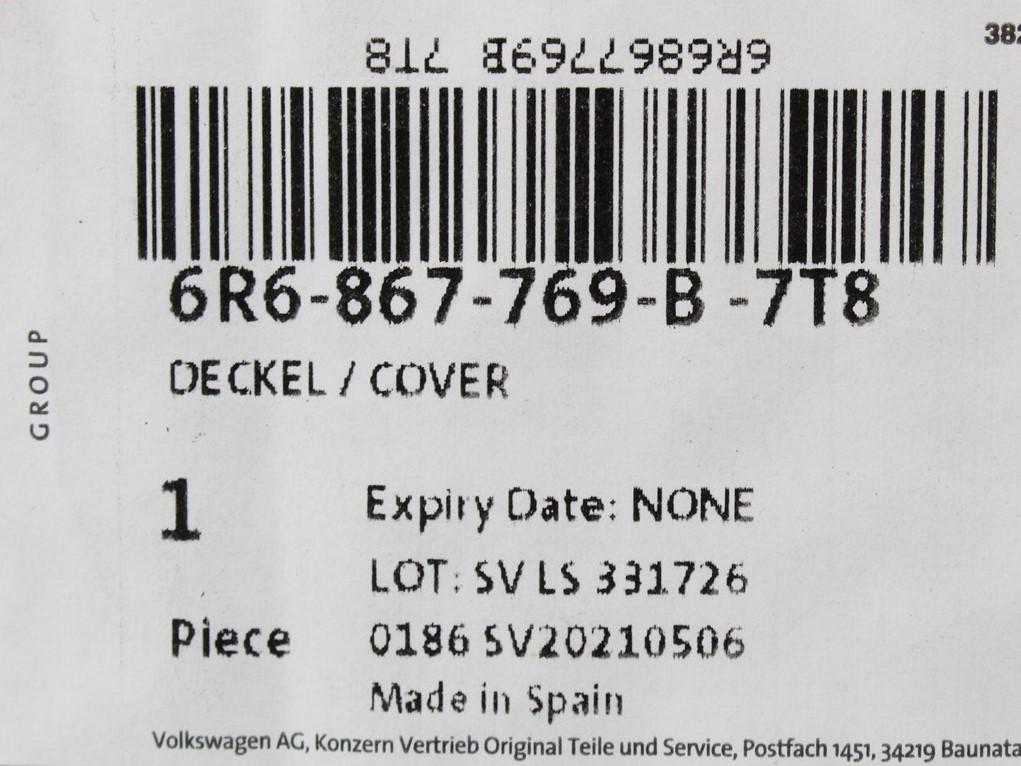 382
6R6867769B 7T8
6R6-867-769-B -7T8
DECKEL / COVER
GROUP
1 Expiry Date: NONE
LOT: SV LS 331726
Piece 0186 SV20210506
Made in Spain
Volkswagen AG, Konzern Vertrieb Original Teile und Service, Postfach 1451, 34219 Baunata